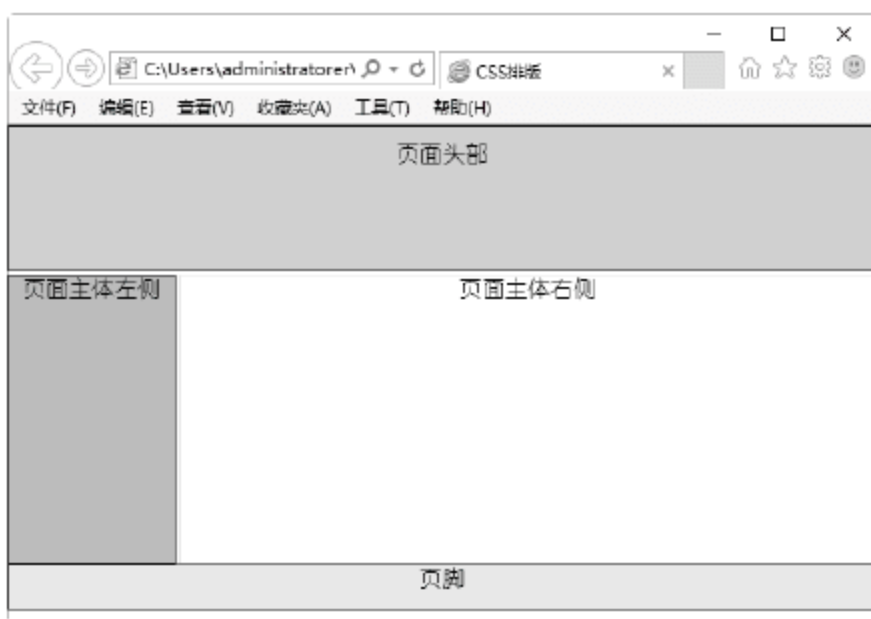 C:\Users\administratorer\ CSS排版
文件(F) 编辑(E) 查看(V) 收藏夹(A) 工具(T) 帮助(H)
页面头部
页面主体左侧 页面主体右侧
页脚